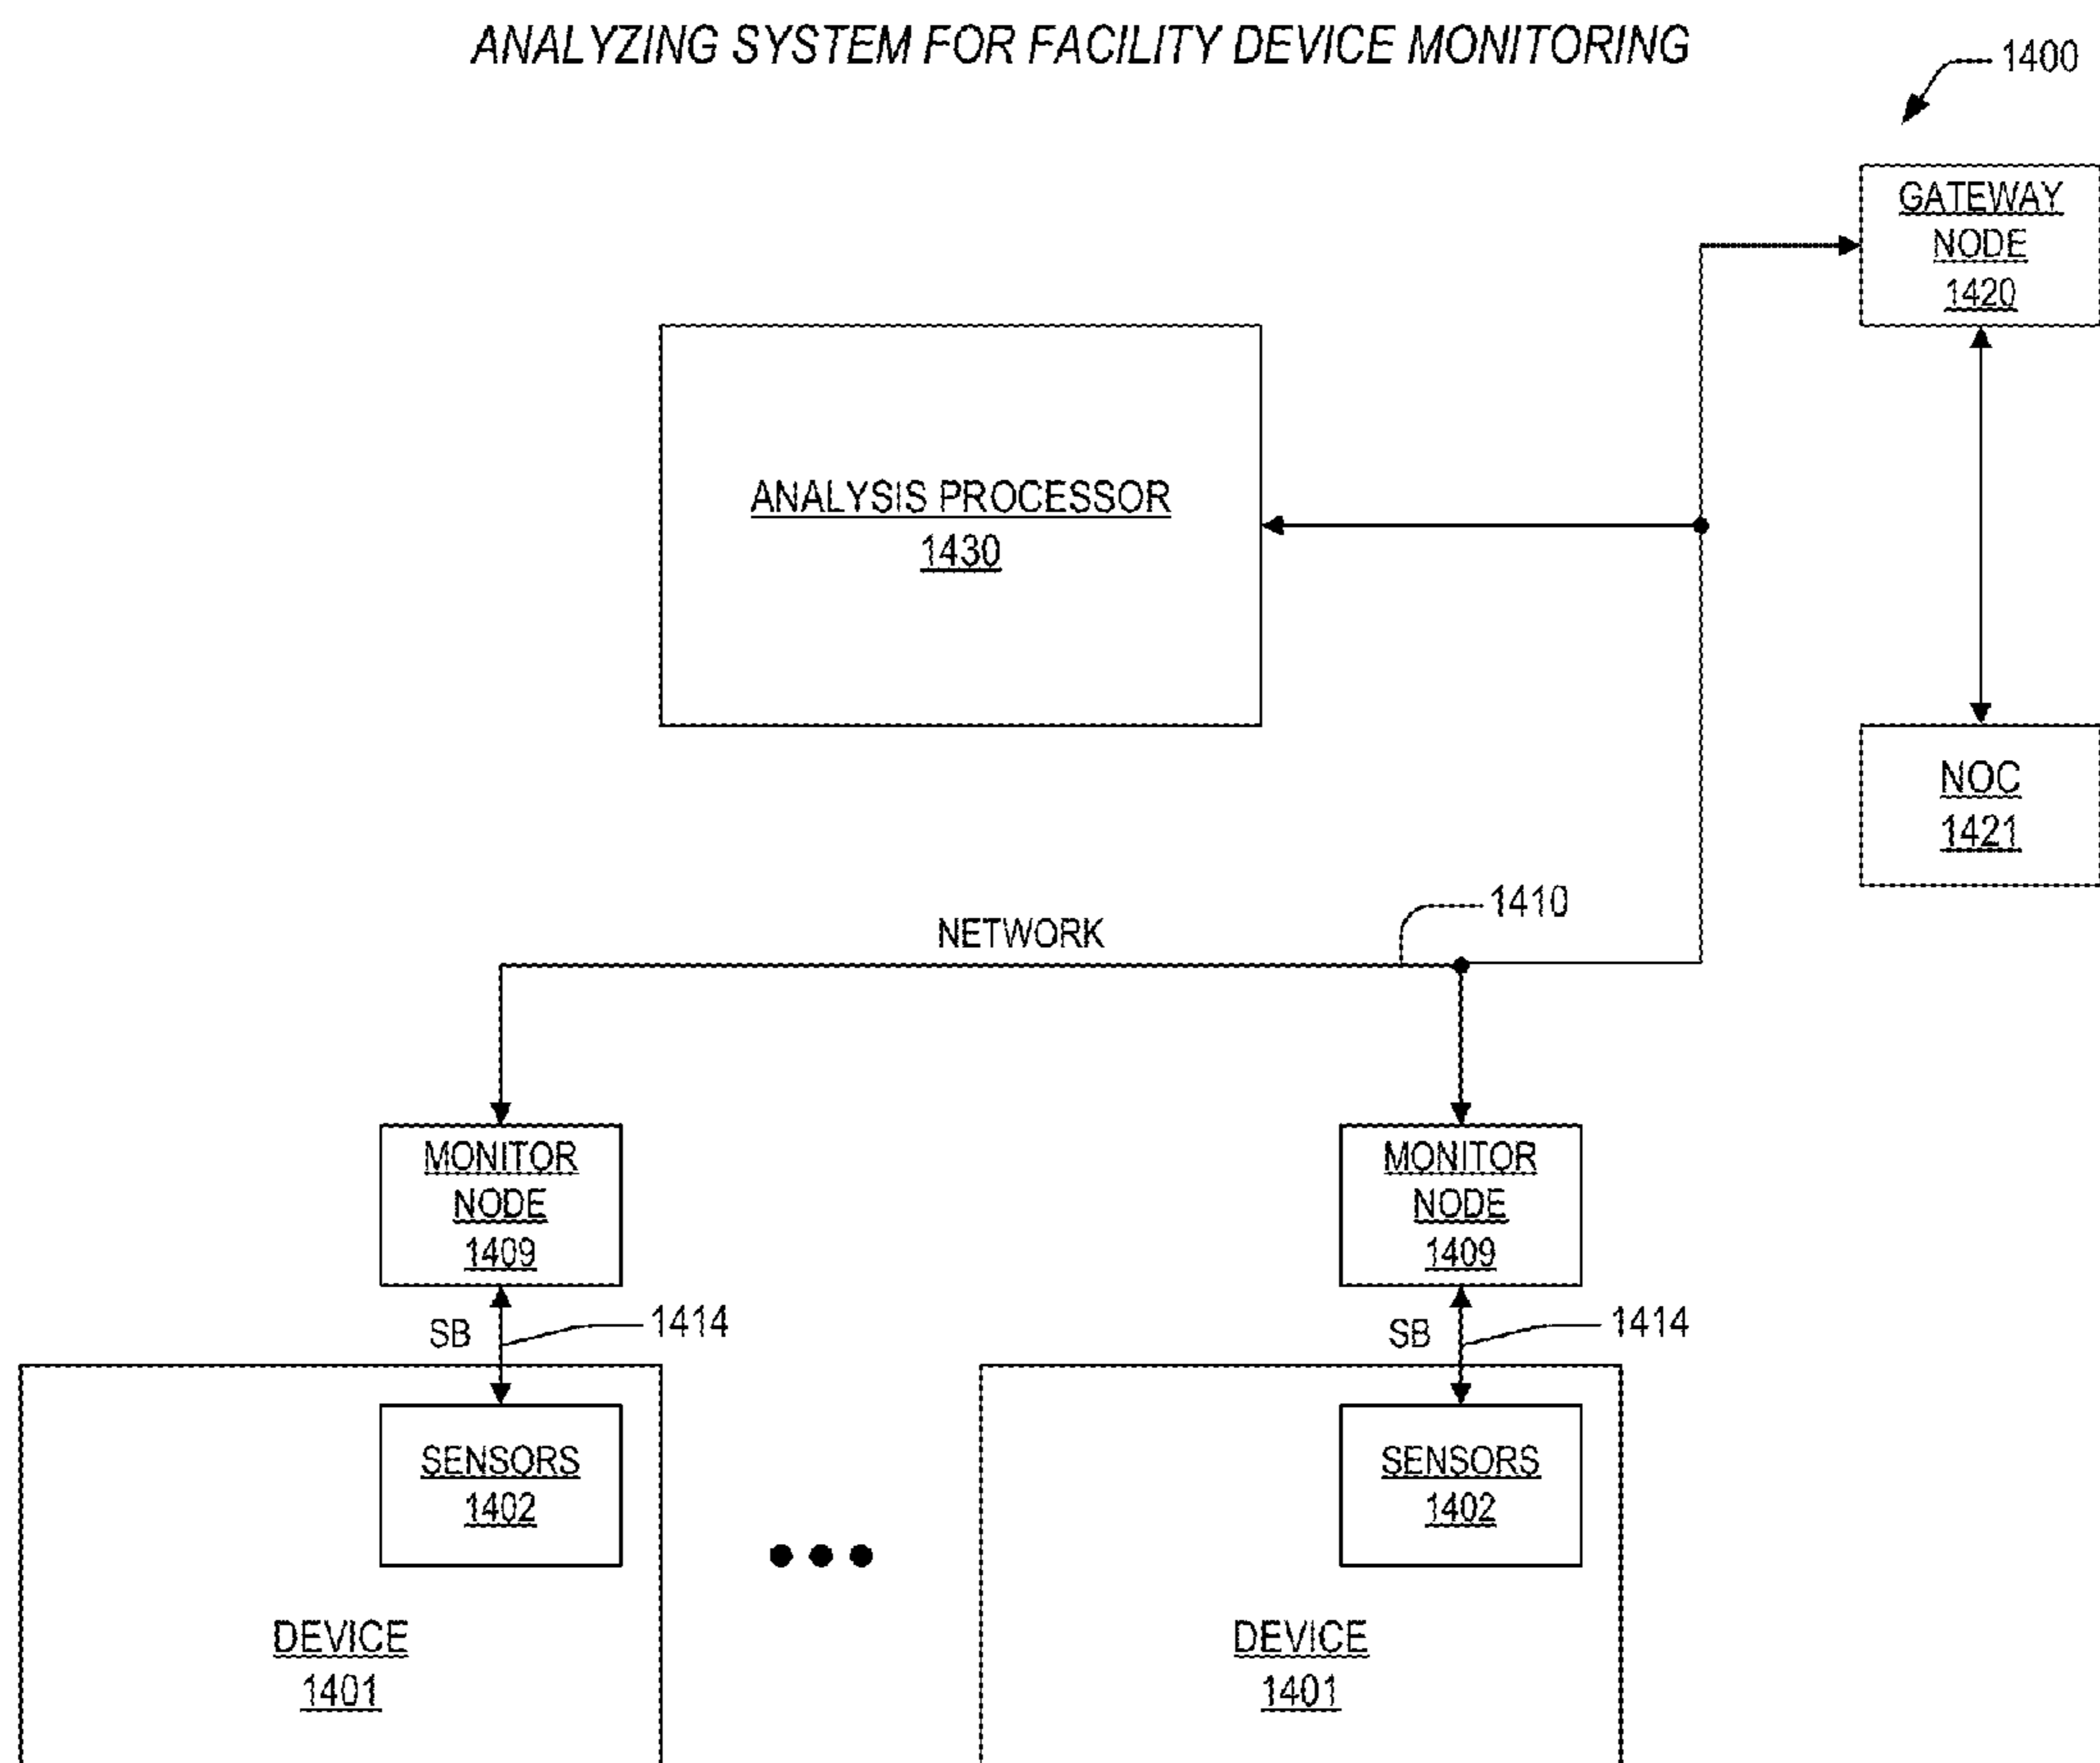 ANALYZING SYSTEM FOR FACILITY DEVICE MONITORING
1400
GATEWAY
NODE
1420
ANALYSIS PROCESSOR
1430
NOC
1421
1410
NETWORK
MONITOR
NODE
1409
MONITOR
NODE
1409
SB
1414
SB
1414
SENSORS
1402
SENSORS
1402
DEVICE
1401
DEVICE
1401